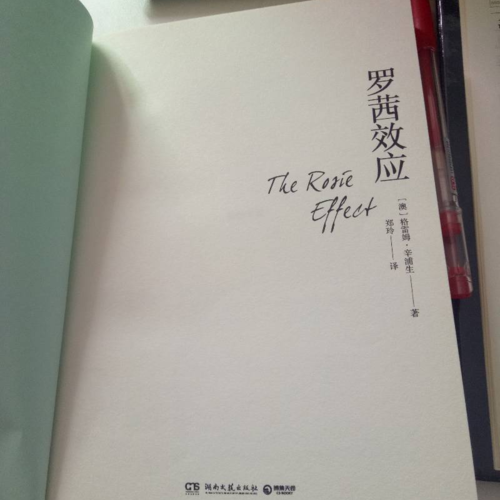 罗茜效应
The Rosie
Effect
［澳］格雷姆·辛浦生——著
郑玲——译
湖南文艺出版社
博集天卷
CS-BOOKY